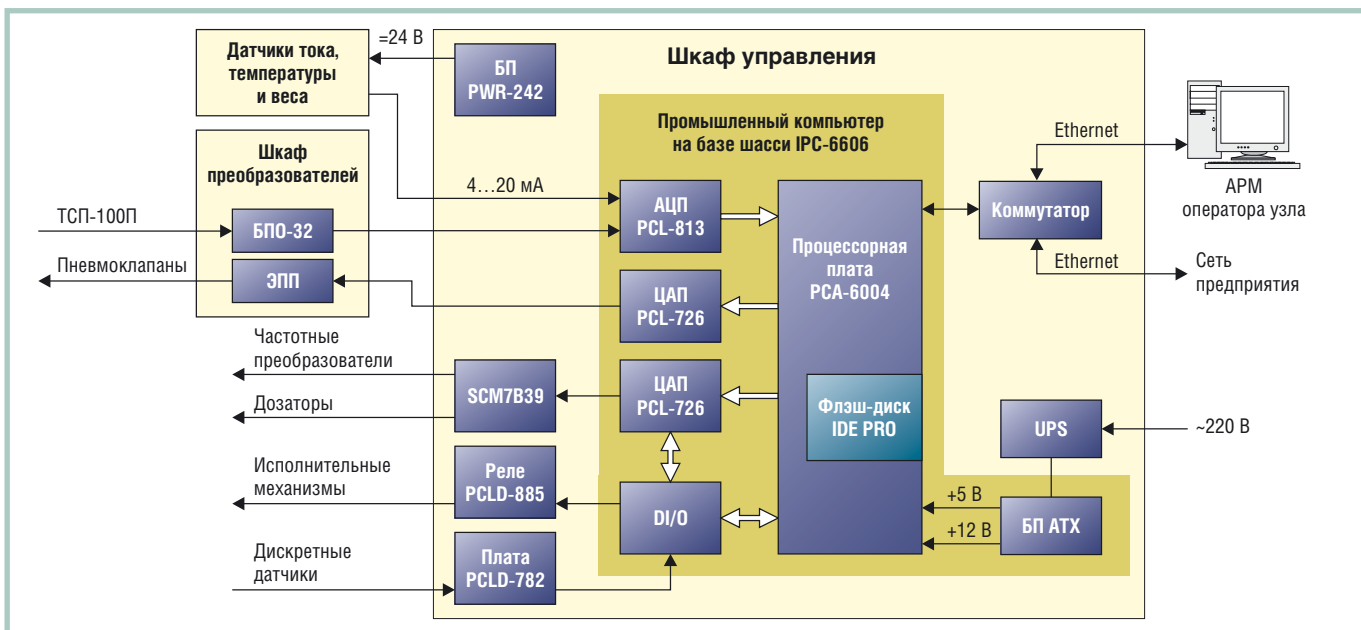 Датчики тока,
температуры
и веса
=24 В
БП
PWR-242
Шкаф управления
Промышленный компьютер
на базе шасси IPC-6606
Шкаф
преобразователей
ТСП-100П
БПО-32
Пневмоклапаны
ЭПП
4...20 мА
АЦП
PCL-813
ЦАП
PCL-726
Процессорная
плата
PCA-6004
Флэш-диск
IDE PRO
Коммутатор
Ethernet
Ethernet
АРМ
оператора узла
Сеть
предприятия
Частотные
преобразователи
Дозаторы
SCM7B39
ЦАП
PCL-726
Исполнительные
механизмы
Реле
PCLD-885
DI/O
Дискретные
датчики
Плата
PCLD-782
UPS
~220 В
+5 В
+12 В
БП ATX